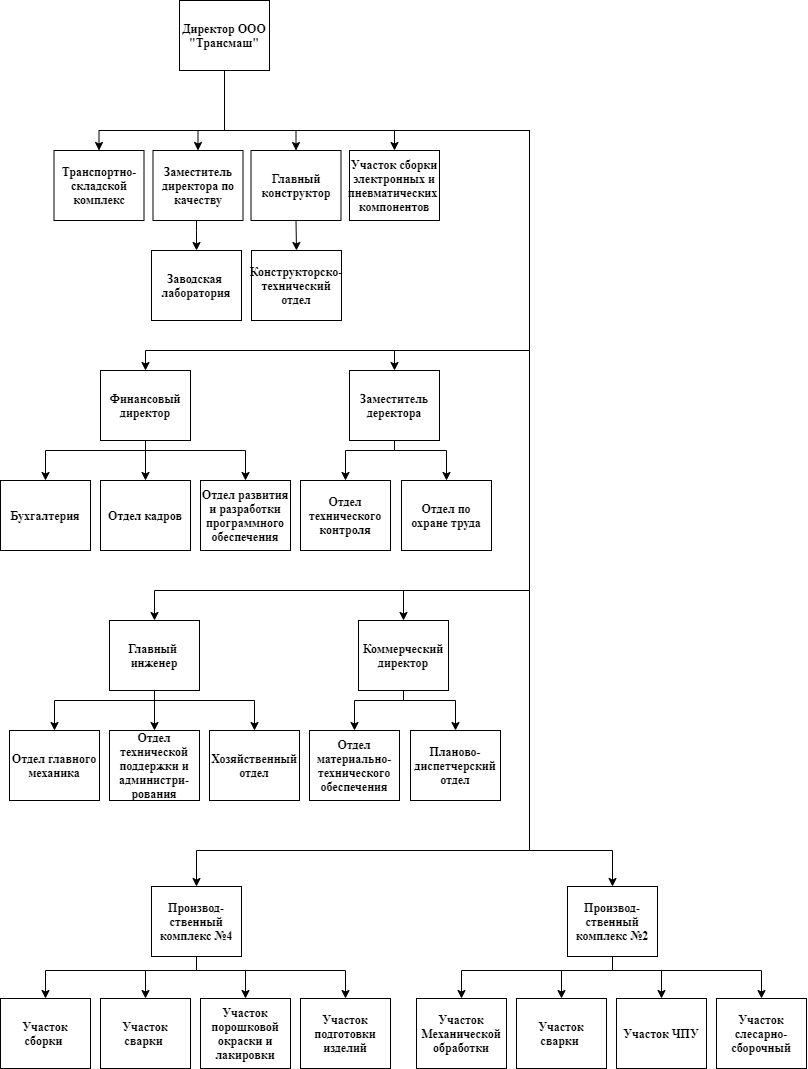 Директор ООО
"Трансмаш"
Транспортно-
складской
комплекс
Заместитель
директора по
качеству
Главный
конструктор
Участок сборки
электронных и
пневматических
компонентов
Заводская
лаборатория
Конструкторско-
технический
отдел
Финансовый
директор
Заместитель
деректора
Бухгалтерия
Отдел кадров
Отдел развития
и разработки
программного
обеспечения
Отдел
технического
контроля
Отдел по
охране труда
Главный
инженер
Коммерческий
директор
Отдел главного
механика
Отдел
технической
поддержки и
администри-
рования
Хозяйственный
отдел
Отдел
материально-
технического
обеспечения
Планово-
диспетчерский
отдел
Производ-
ственный
комплекс №4
Производ-
ственный
комплекс №2
Участок
сборки
Участок
сварки
Участок
порошковой
окраски и
лакировки
Участок
подготовки
изделий
Участок
Механической
обработки
Участок
сварки
Участок ЧПУ
Участок
слесарно-
сборочный